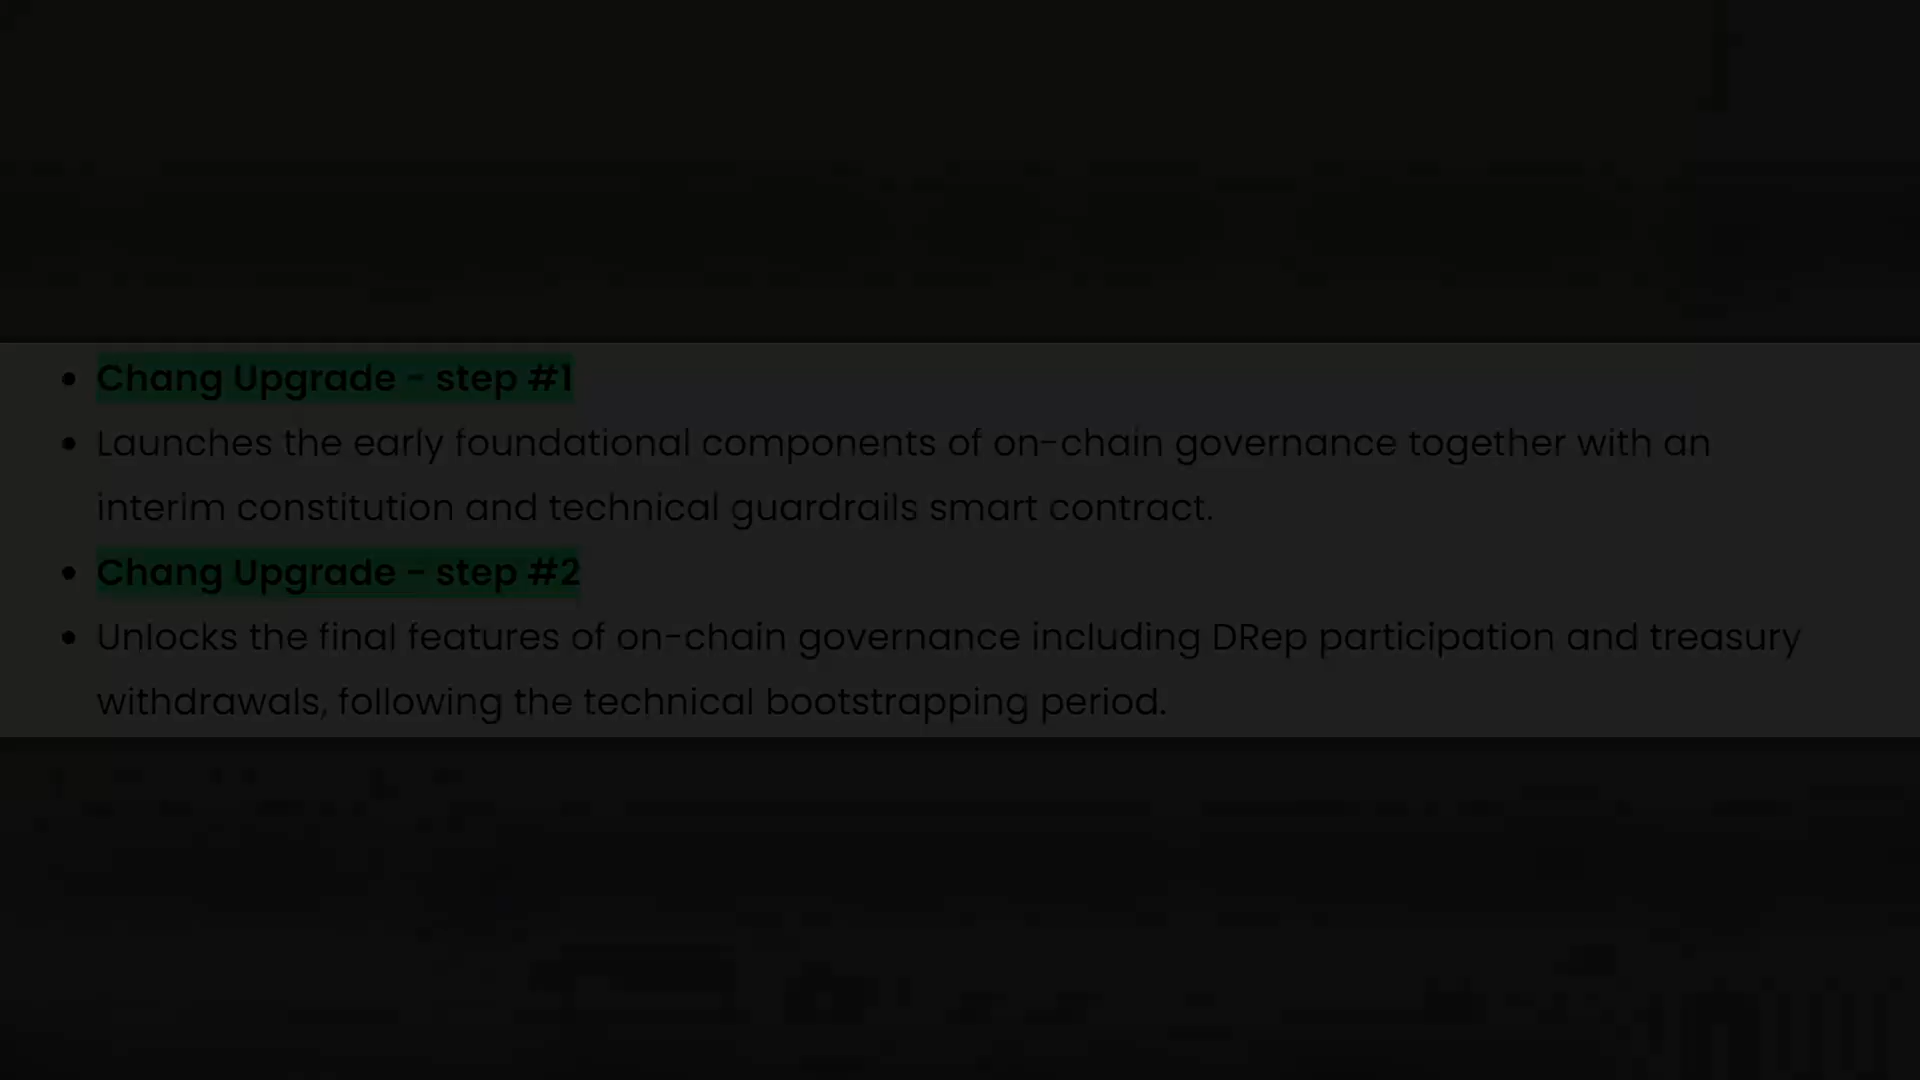 • Chang Upgrade - step #1
• Launches the early foundational components of on-chain governance together with an
interim constitution and technical guardrails smart contract.
• Chang Upgrade - step #2
• Unlocks the final features of on-chain governance including DRep participation and treasury
withdrawals, following the technical bootstrapping period.